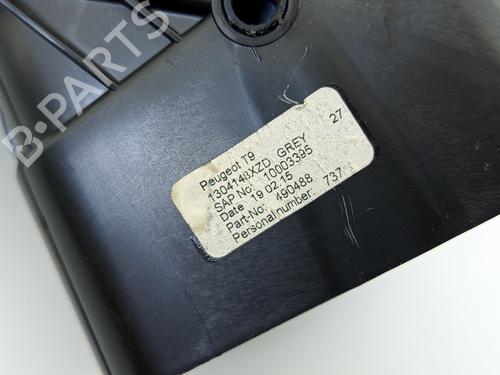 B-PARTS
Peugeot T9
1304148XZD GREY 27
SAP No: 10003395
Date 19 02 15
Part-No: 490488
Personal number: 737